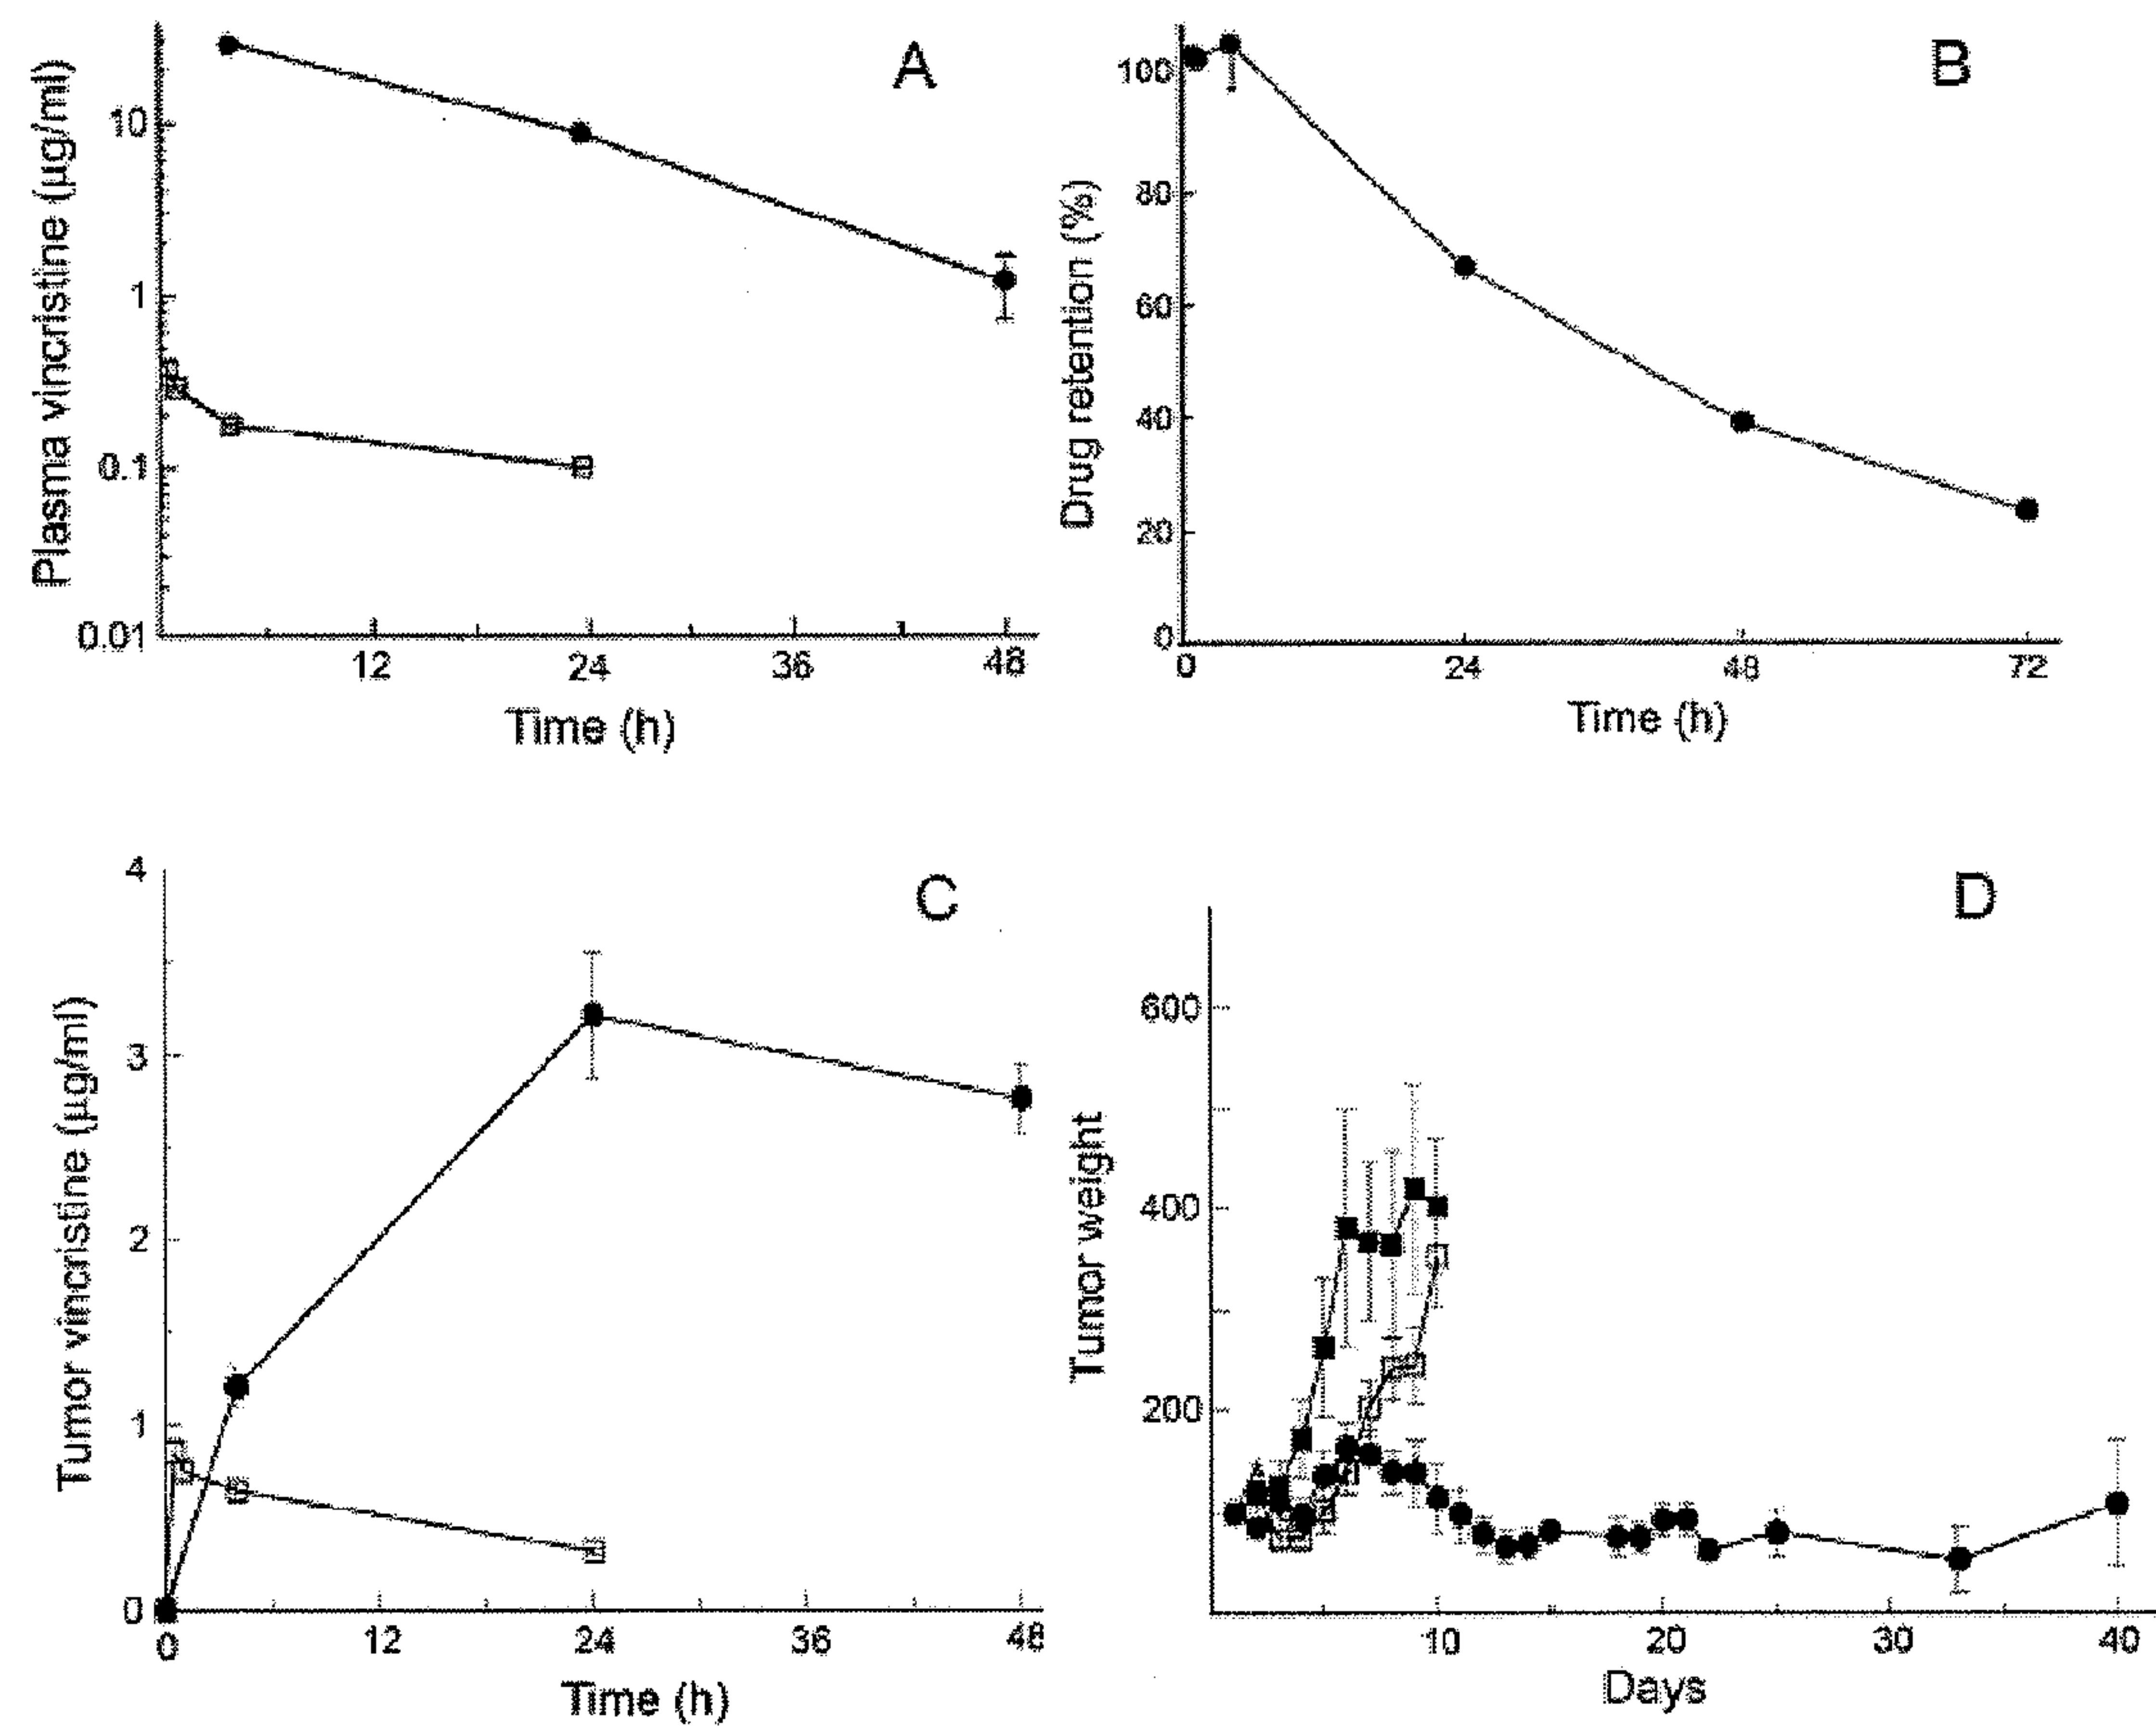 A
Plasma vincristine (µg/ml)
10
1
0.1
0.01
12 24 36 48
Time (h)
B
Drug retention (%)
100
80
60
40
20
0
0 24 48 72
Time (h)
C
Tumor vincristine (µg/ml)
4
3
2
1
0
0 12 24 36 48
Time (h)
D
Tumor weight
600
400
200
10 20 30 40
Days